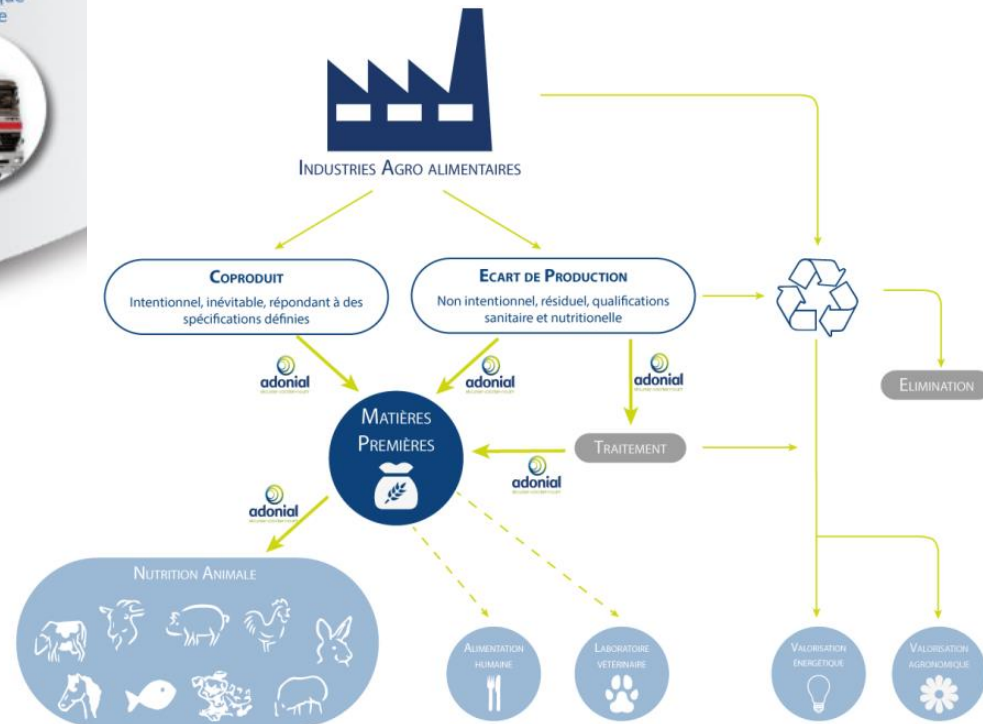 que
e
INDUSTRIES AGRO ALIMENTAIRES
COPRODUIT
Intentionnel, inévitable, répondant à des
spécifications définies
ECART DE PRODUCTION
Non intentionnel, résiduel, qualifications
sanitaire et nutritionelle
adonial
adonial
adonial
ELIMINATION
MATIÈRES
PREMIÈRES
TRAITEMENT
adonial
adonial
NUTRITION ANIMALE
ALIMENTATION
HUMAINE
LABORATOIRE
VÉTÉRINAIRE
VALORISATION
ÉNERGÉTIQUE
VALORISATION
AGRONOMIQUE